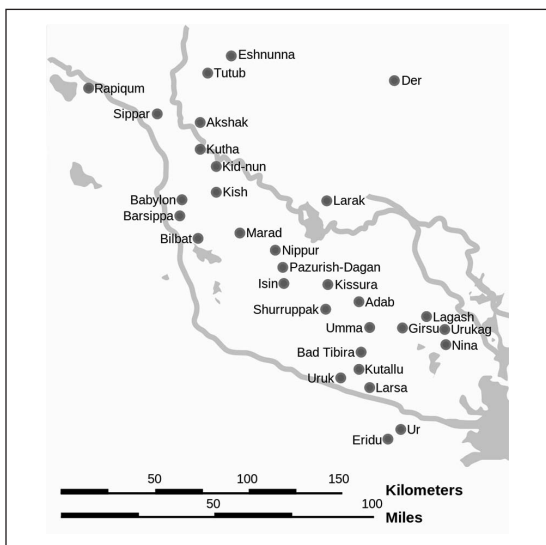 Eshnunna
Tutub
Der
Rapiqum
Sippar
Akshak
Kutha
Kid-nun
Kish
Babylon
Larak
Barsippa
Bilbat
Marad
Nippur
Pazurish-Dagan
Isin
Kissura
Adab
Shurruppak
Lagash
Umma
Girsu
Urukag
Nina
Bad Tibira
Kutallu
Uruk
Larsa
Ur
Eridu
50 100 150
Kilometers
50 100
Miles